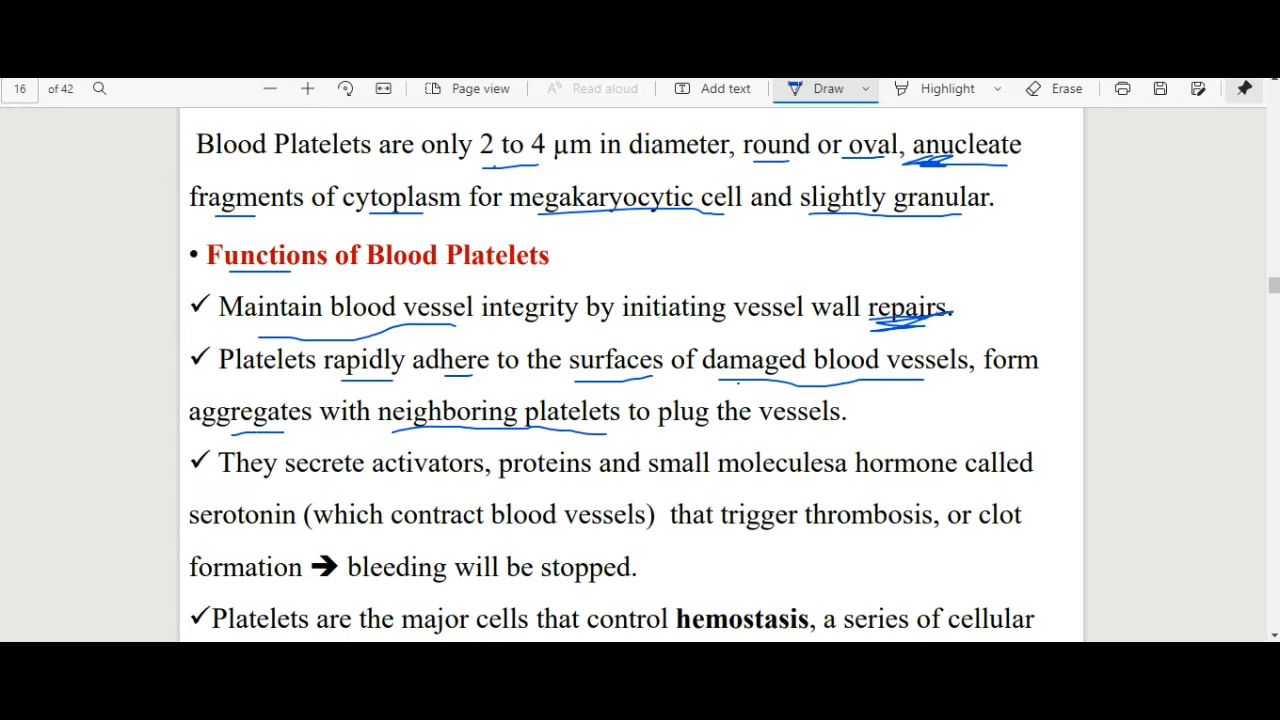 16 of 42 Page view Read aloud Add text Draw Highlight Erase
Blood Platelets are only 2 to 4 µm in diameter, round or oval, anucleate
fragments of cytoplasm for megakaryocytic cell and slightly granular.
• Functions of Blood Platelets
✓ Maintain blood vessel integrity by initiating vessel wall repairs.
✓ Platelets rapidly adhere to the surfaces of damaged blood vessels, form
aggregates with neighboring platelets to plug the vessels.
✓ They secrete activators, proteins and small moleculesa hormone called
serotonin (which contract blood vessels) that trigger thrombosis, or clot
formation ➔ bleeding will be stopped.
✓Platelets are the major cells that control hemostasis, a series of cellular